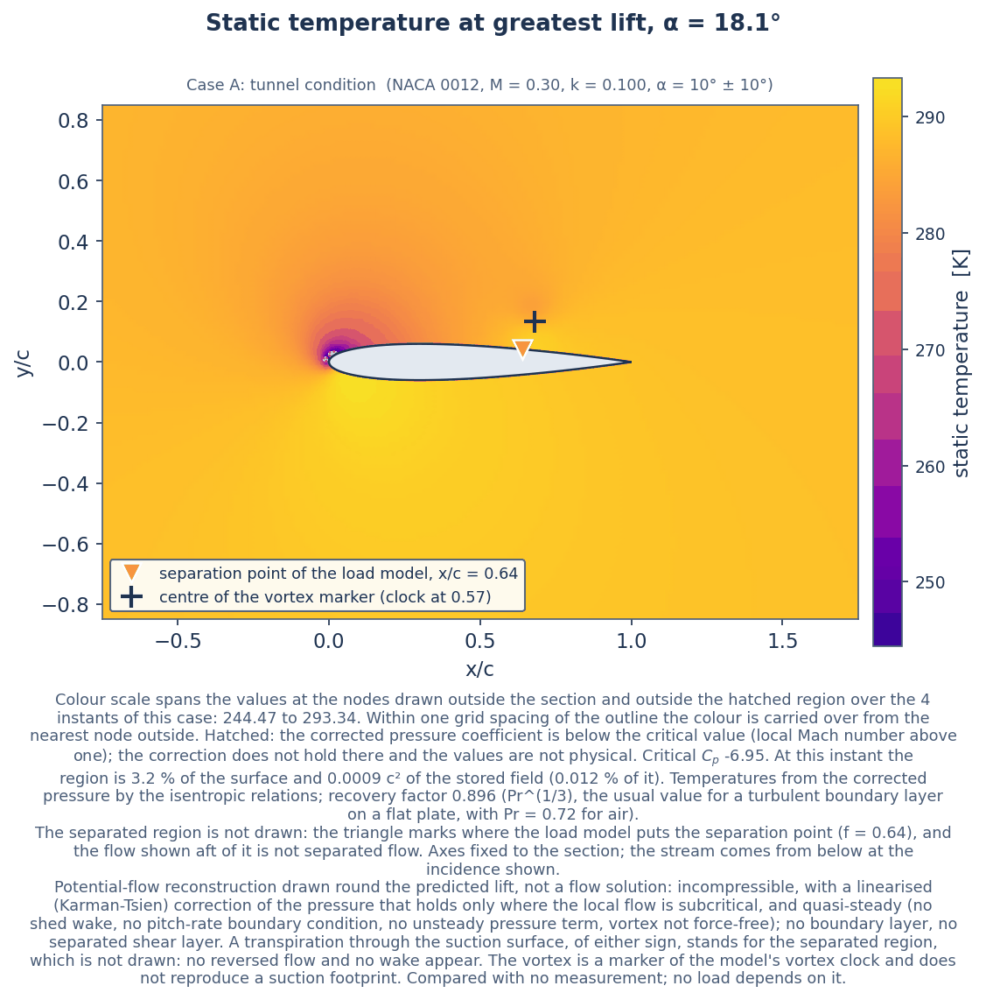 Static temperature at greatest lift, α = 18.1°
Case A: tunnel condition  (NACA 0012, M = 0.30, k = 0.100, α = 10° ± 10°)
0.8
0.6
0.4
0.2
0.0
−0.2
−0.4
−0.6
−0.8
y/c
−0.5
0.0
0.5
1.0
1.5
x/c
290
280
270
260
250
static temperature  [K]
separation point of the load model, x/c = 0.64
centre of the vortex marker (clock at 0.57)
Colour scale spans the values at the nodes drawn outside the section and outside the hatched region over the 4
instants of this case: 244.47 to 293.34. Within one grid spacing of the outline the colour is carried over from the
nearest node outside. Hatched: the corrected pressure coefficient is below the critical value (local Mach number above
one); the correction does not hold there and the values are not physical. Critical Cp -6.95. At this instant the
region is 3.2 % of the surface and 0.0009 c² of the stored field (0.012 % of it). Temperatures from the corrected
pressure by the isentropic relations; recovery factor 0.896 (Pr^(1/3), the usual value for a turbulent boundary layer
on a flat plate, with Pr = 0.72 for air).
The separated region is not drawn: the triangle marks where the load model puts the separation point (f = 0.64), and
the flow shown aft of it is not separated flow. Axes fixed to the section; the stream comes from below at the
incidence shown.
Potential-flow reconstruction drawn round the predicted lift, not a flow solution: incompressible, with a linearised
(Karman-Tsien) correction of the pressure that holds only where the local flow is subcritical, and quasi-steady (no
shed wake, no pitch-rate boundary condition, no unsteady pressure term, vortex not force-free); no boundary layer, no
separated shear layer. A transpiration through the suction surface, of either sign, stands for the separated region,
which is not drawn: no reversed flow and no wake appear. The vortex is a marker of the model's vortex clock and does
not reproduce a suction footprint. Compared with no measurement; no load depends on it.